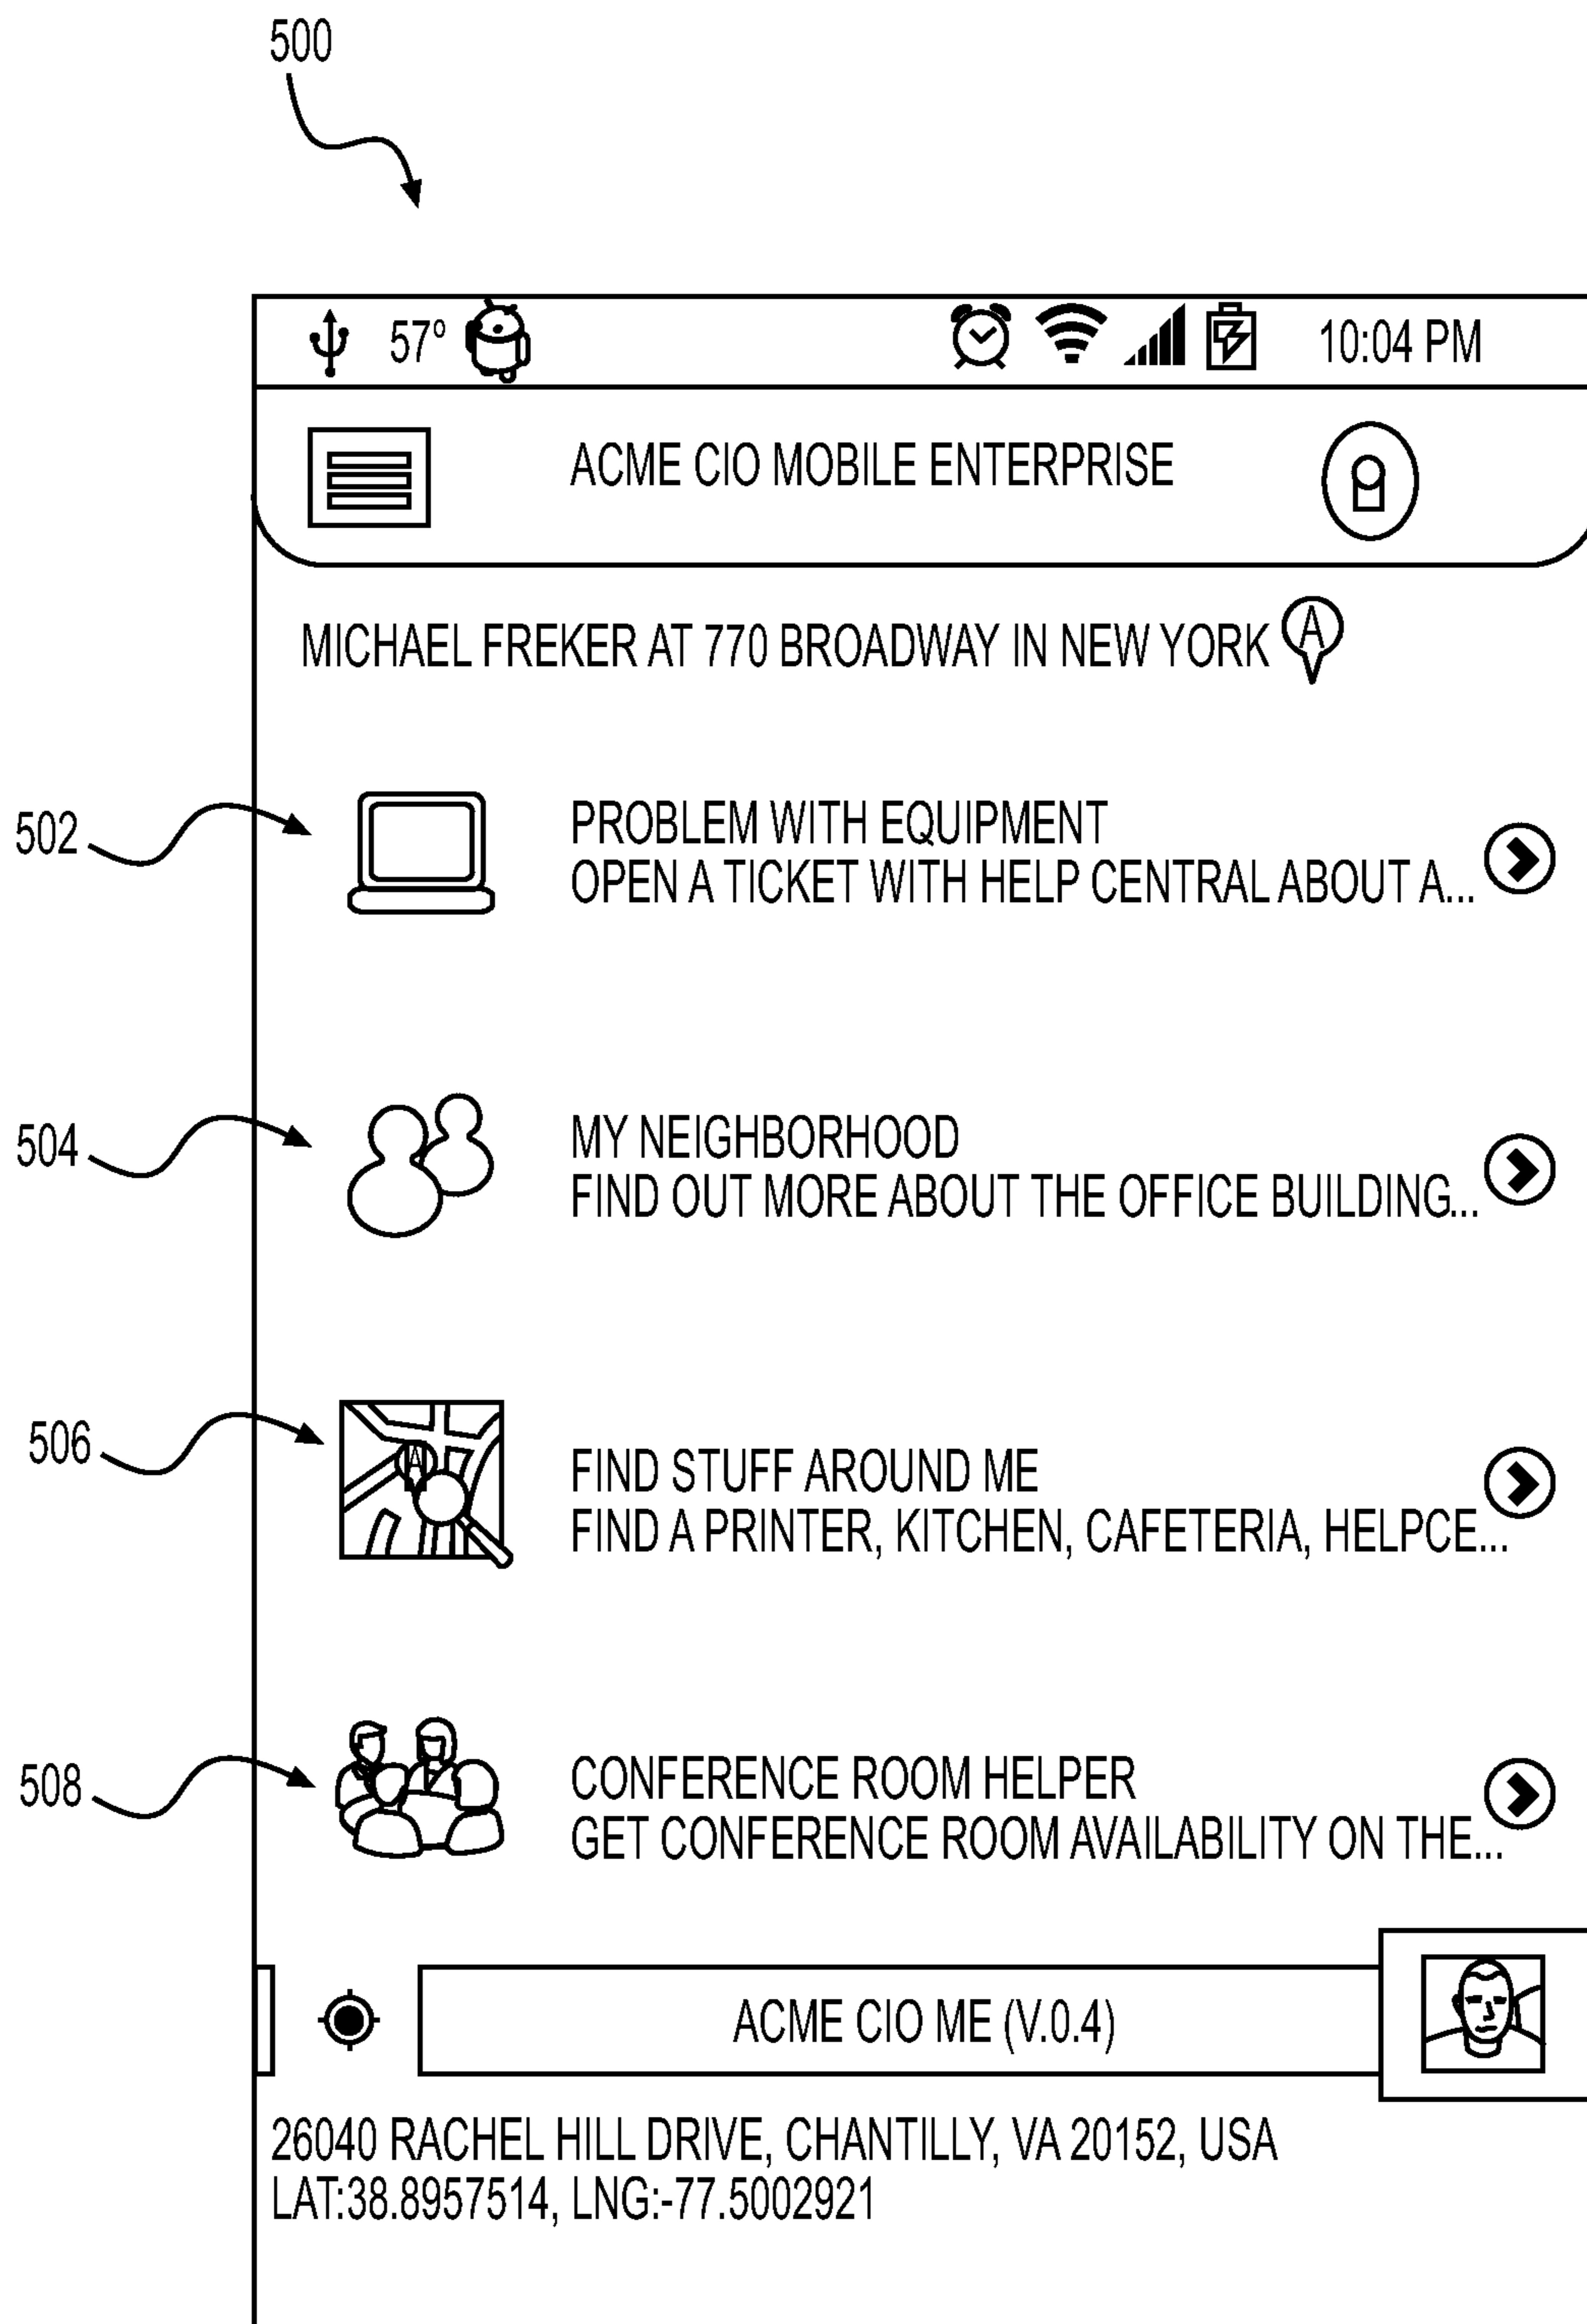 500
57°
10:04 PM
ACME CIO MOBILE ENTERPRISE
MICHAEL FREKER AT 770 BROADWAY IN NEW YORK A
502
PROBLEM WITH EQUIPMENT
OPEN A TICKET WITH HELP CENTRAL ABOUT A...
504
MY NEIGHBORHOOD
FIND OUT MORE ABOUT THE OFFICE BUILDING...
506
A
FIND STUFF AROUND ME
FIND A PRINTER, KITCHEN, CAFETERIA, HELPCE...
508
CONFERENCE ROOM HELPER
GET CONFERENCE ROOM AVAILABILITY ON THE...
ACME CIO ME (V.0.4)
26040 RACHEL HILL DRIVE, CHANTILLY, VA 20152, USA
LAT:38.8957514, LNG:-77.5002921